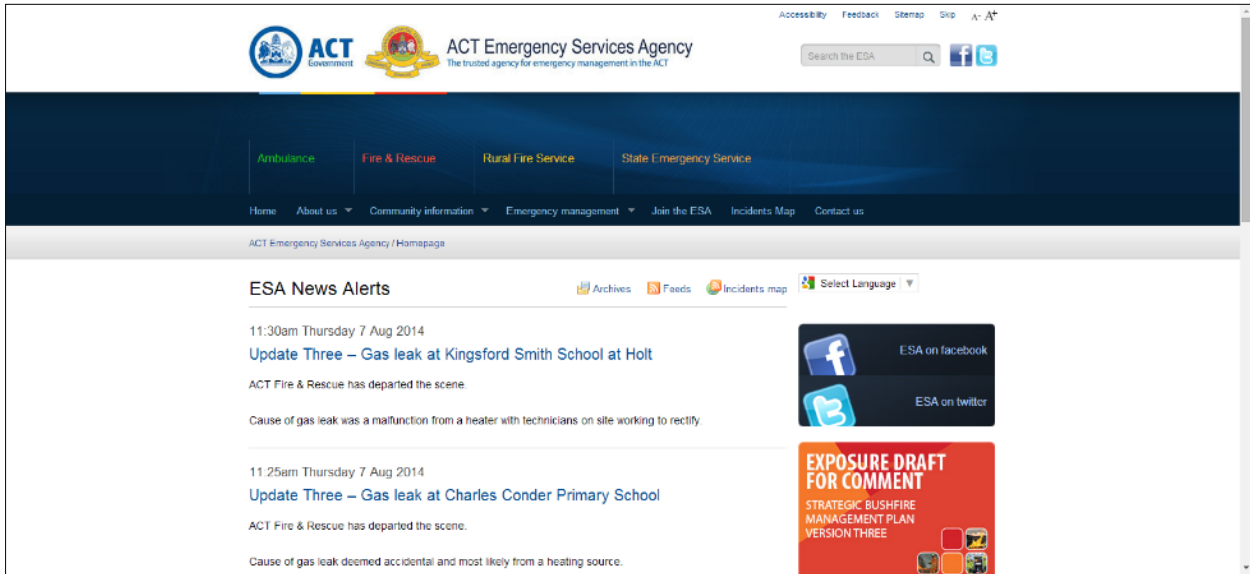 Accessibility Feedback Sitemap Skip A- A+
ACT Government
ACT Emergency Services Agency
The trusted agency for emergency management in the ACT
Search the ESA
Ambulance Fire & Rescue Rural Fire Service State Emergency Service
Home About us Community information Emergency management Join the ESA Incidents Map Contact us
ACT Emergency Services Agency / Homepage
ESA News Alerts
Archives Feeds Incidents map
Select Language
11:30am Thursday 7 Aug 2014
Update Three – Gas leak at Kingsford Smith School at Holt
ACT Fire & Rescue has departed the scene.
Cause of gas leak was a malfunction from a heater with technicians on site working to rectify.
11:25am Thursday 7 Aug 2014
Update Three – Gas leak at Charles Conder Primary School
ACT Fire & Rescue has departed the scene.
Cause of gas leak deemed accidental and most likely from a heating source.
ESA on facebook
ESA on twitter
EXPOSURE DRAFT
FOR COMMENT
STRATEGIC BUSHFIRE
MANAGEMENT PLAN
VERSION THREE